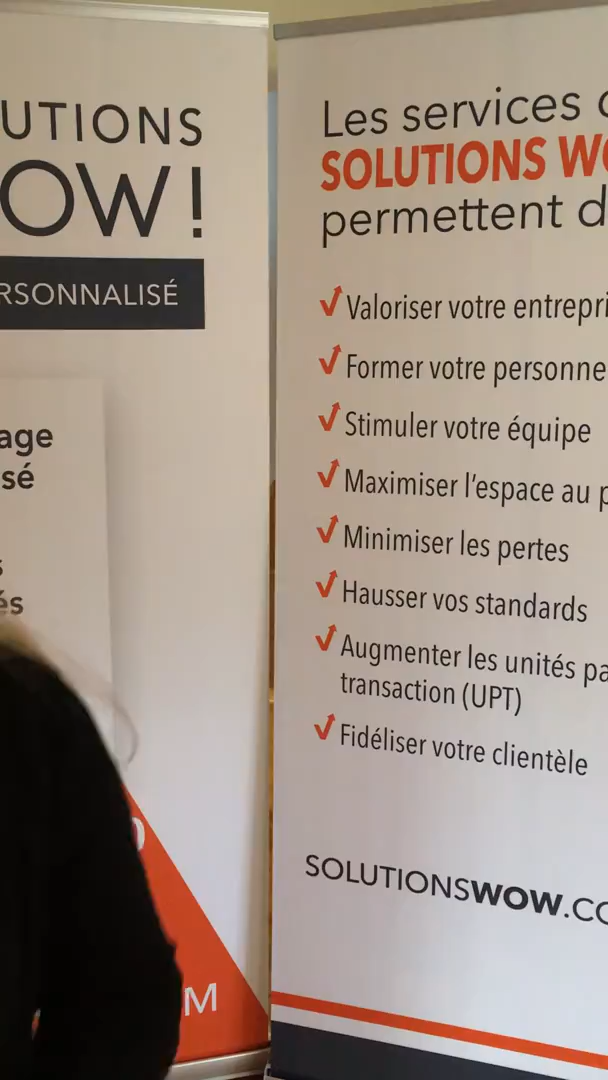 UTIONS
OW!
RSONNALISÉ
age
sé
és
M
Les services
SOLUTIONS WO
permettent d
Valoriser votre entrepri
Former votre personne
Stimuler votre équipe
Maximiser l'espace au p
Minimiser les pertes
Hausser vos standards
Augmenter les unités pa
transaction (UPT)
Fidéliser votre clientèle
SOLUTIONSWOW.CO